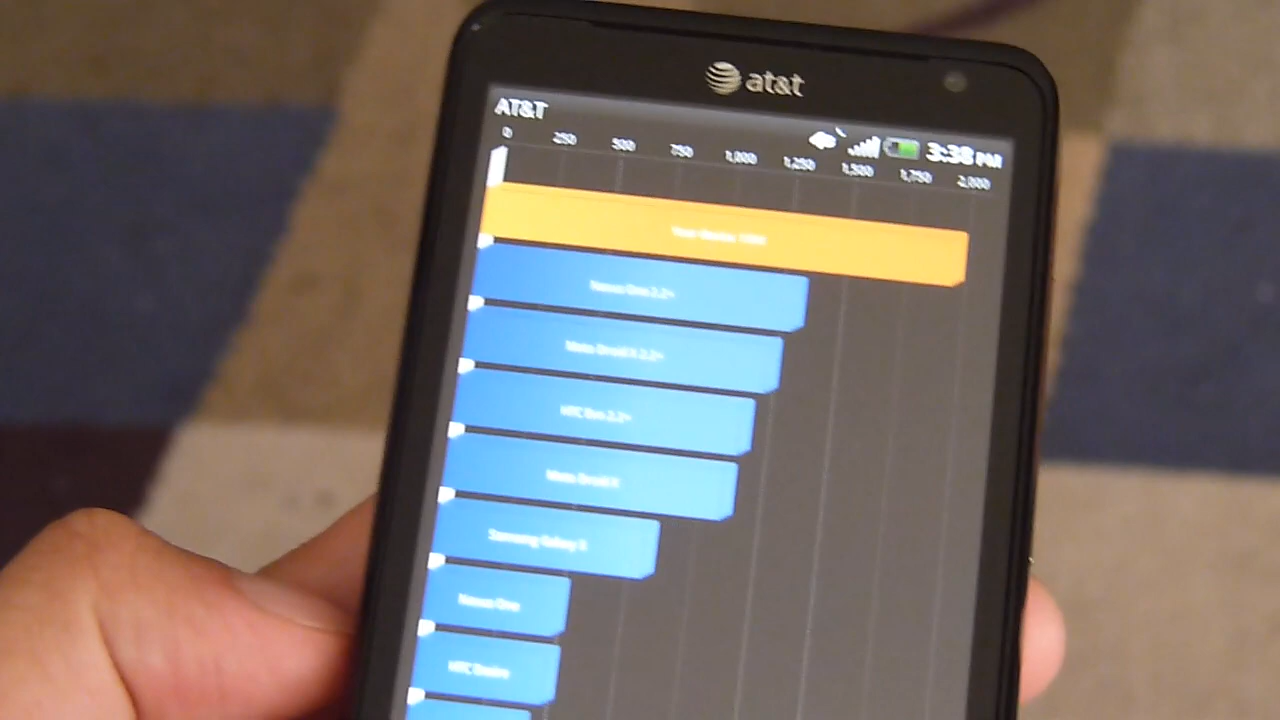 at&t
AT&T
3:38 PM
0 250 500 750 1,000 1,250 1,500 1,750 2,000
Your Device
Nexus One 2.2*
Moto Droid X 2.2*
HTC Evo 2.2*
Moto Droid X
Samsung Galaxy S
Nexus One
HTC Desire